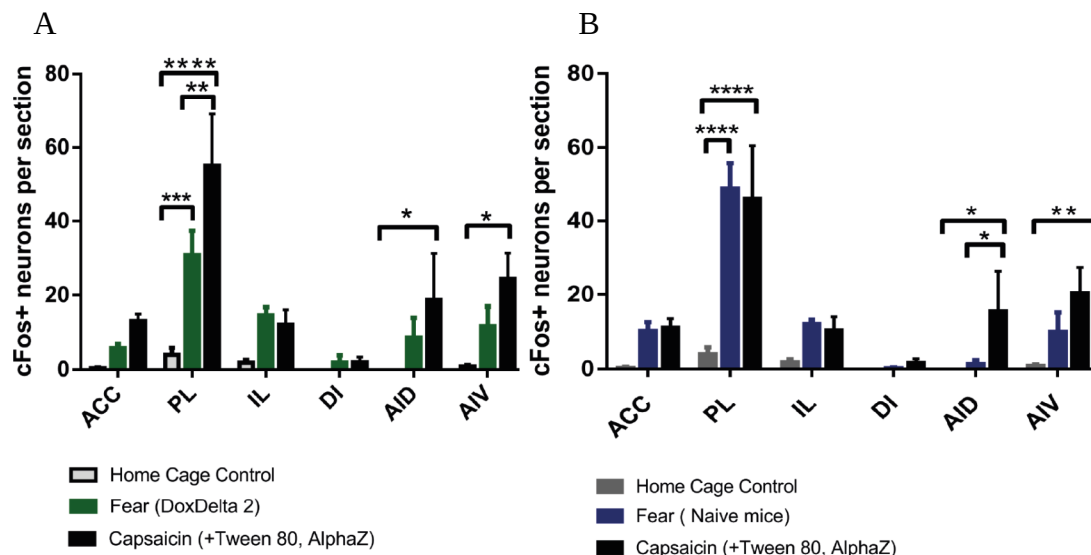 A
cFos+ neurons per section
80
60
40
20
0
****
**
***
*
*
ACC
PL
IL
DI
AID
AIV
Home Cage Control
Fear (DoxDelta 2)
Capsaicin (+Tween 80, AlphaZ)
B
cFos+ neurons per section
80
60
40
20
0
****
****
*
*
**
ACC
PL
IL
DI
AID
AIV
Home Cage Control
Fear ( Naive mice)
Capsaicin (+Tween 80, AlphaZ)